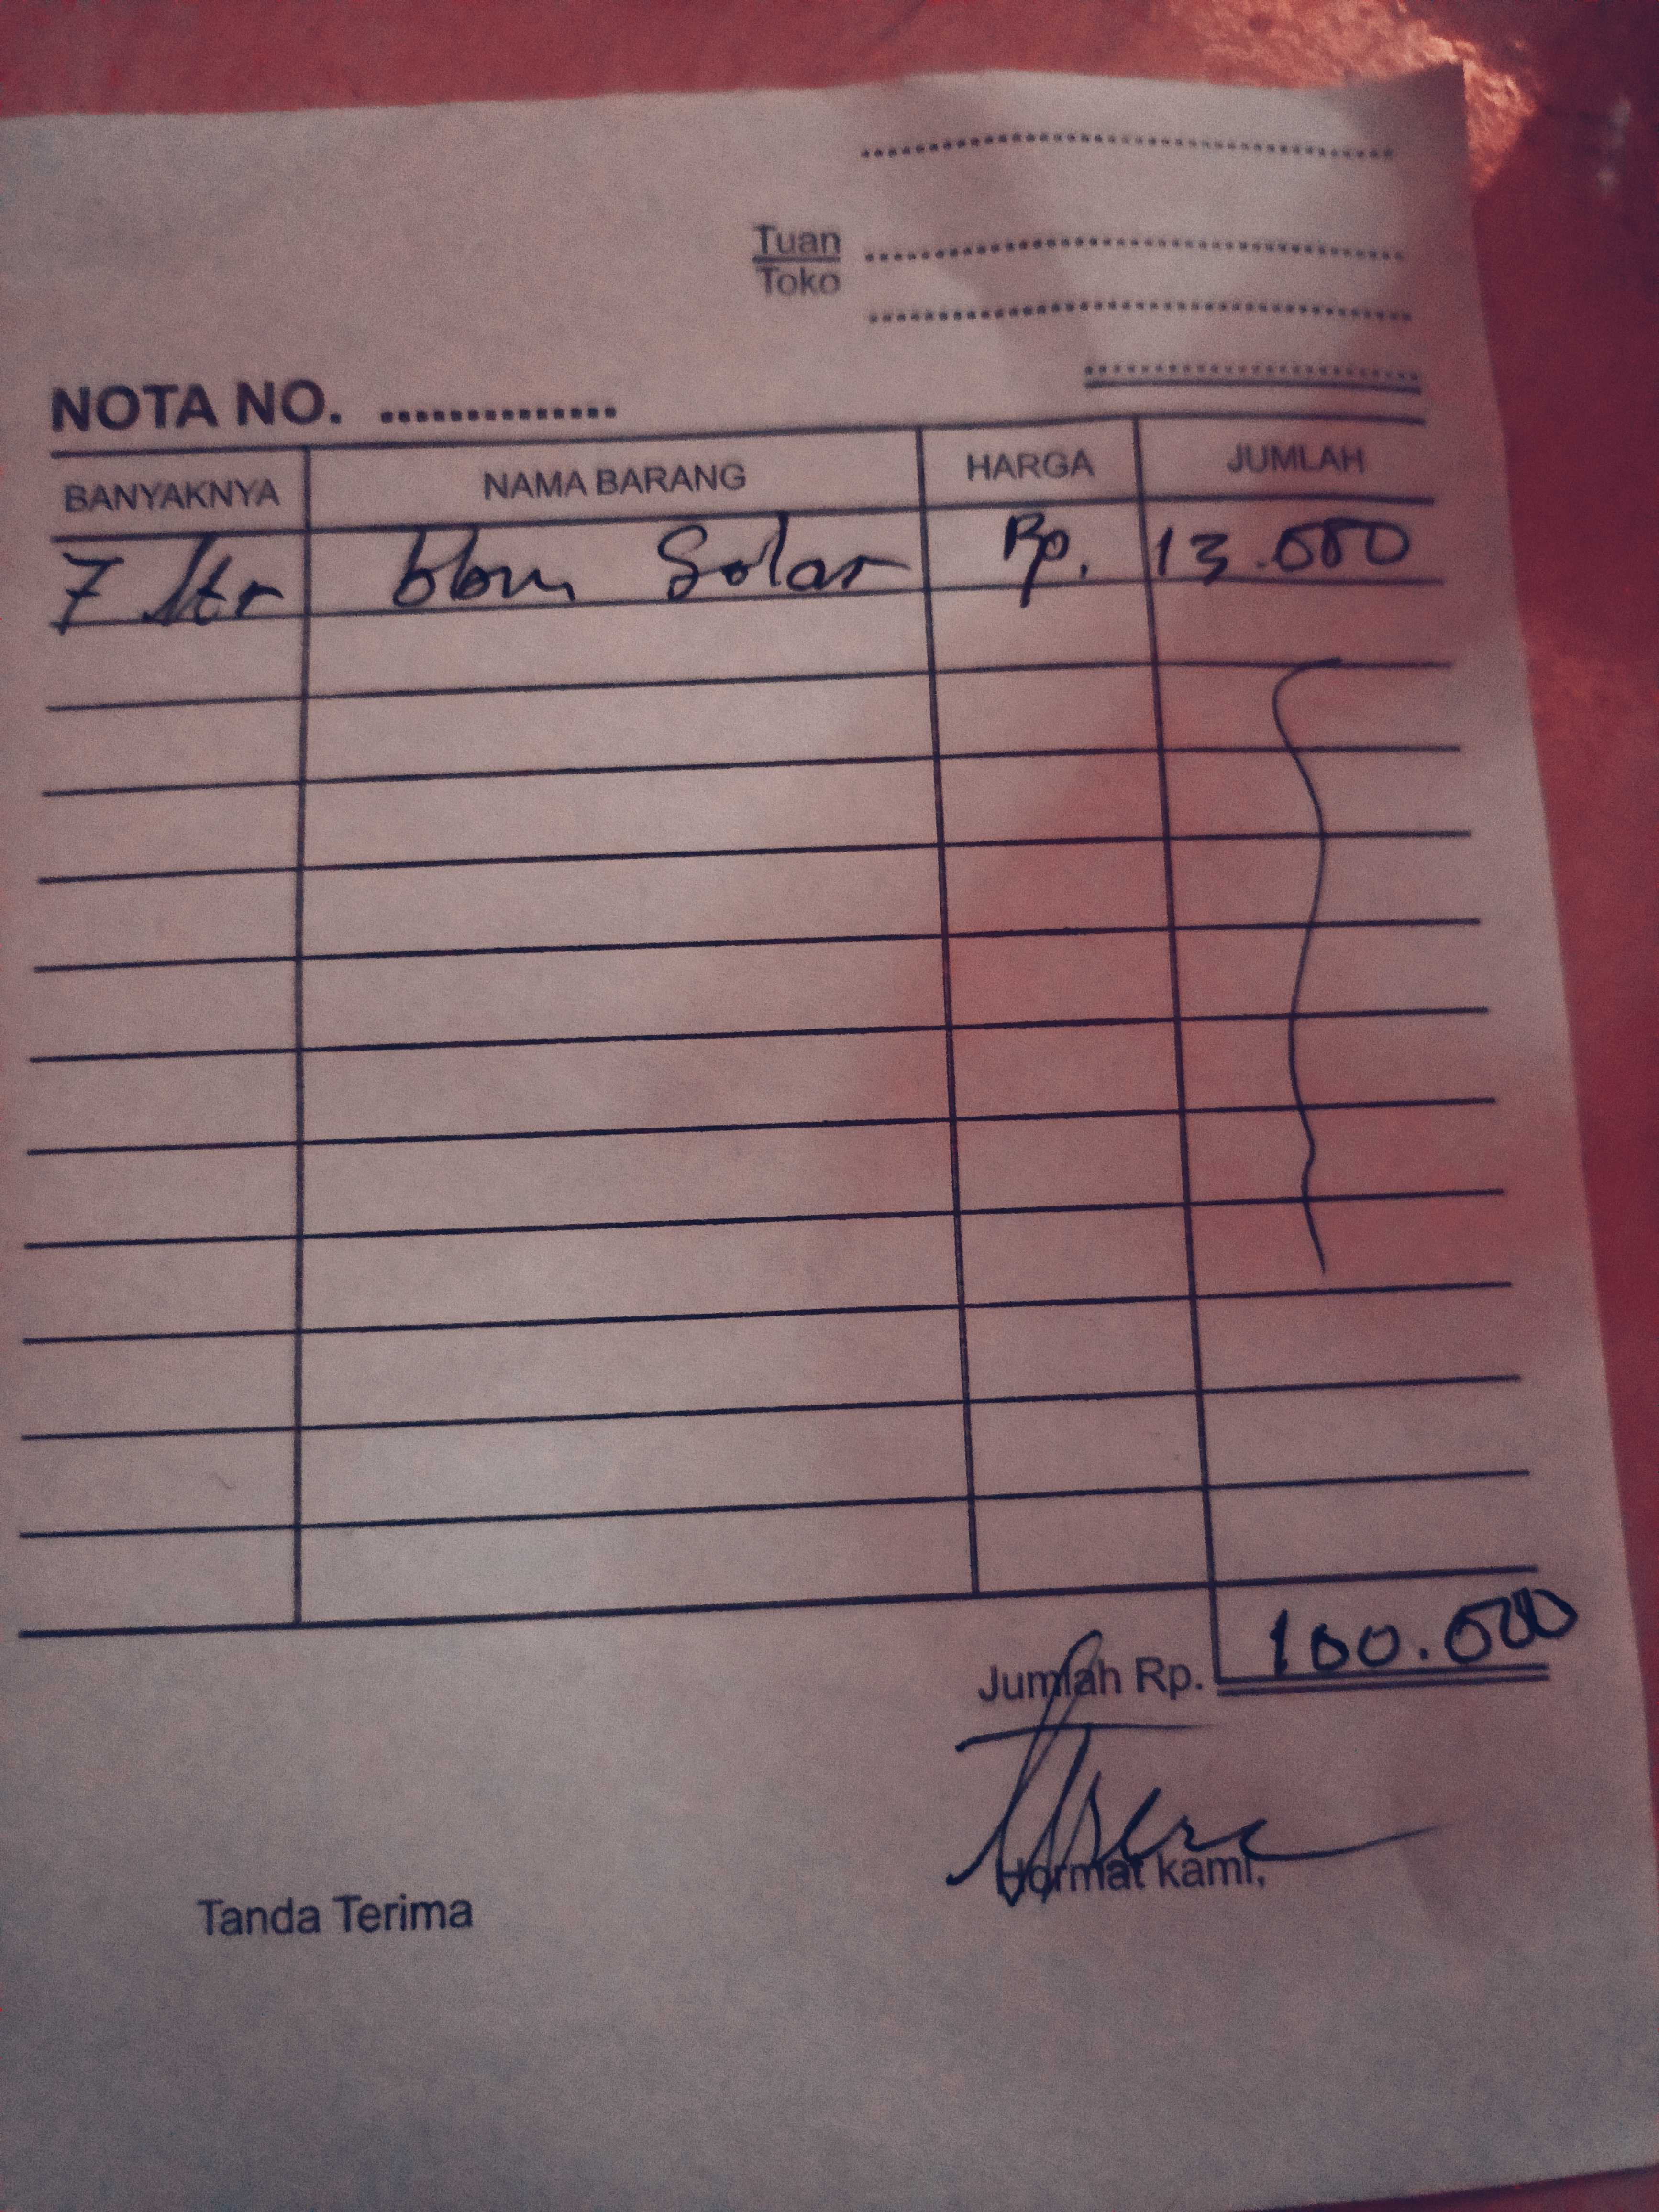 Tuan
Toko
NOTA NO. ..............
BANYAKNYA NAMA BARANG HARGA JUMLAH
7 ltr bbm Solar Rp. 13.000
Jumlah Rp. 100.000
Hormat kami,
Tanda Terima